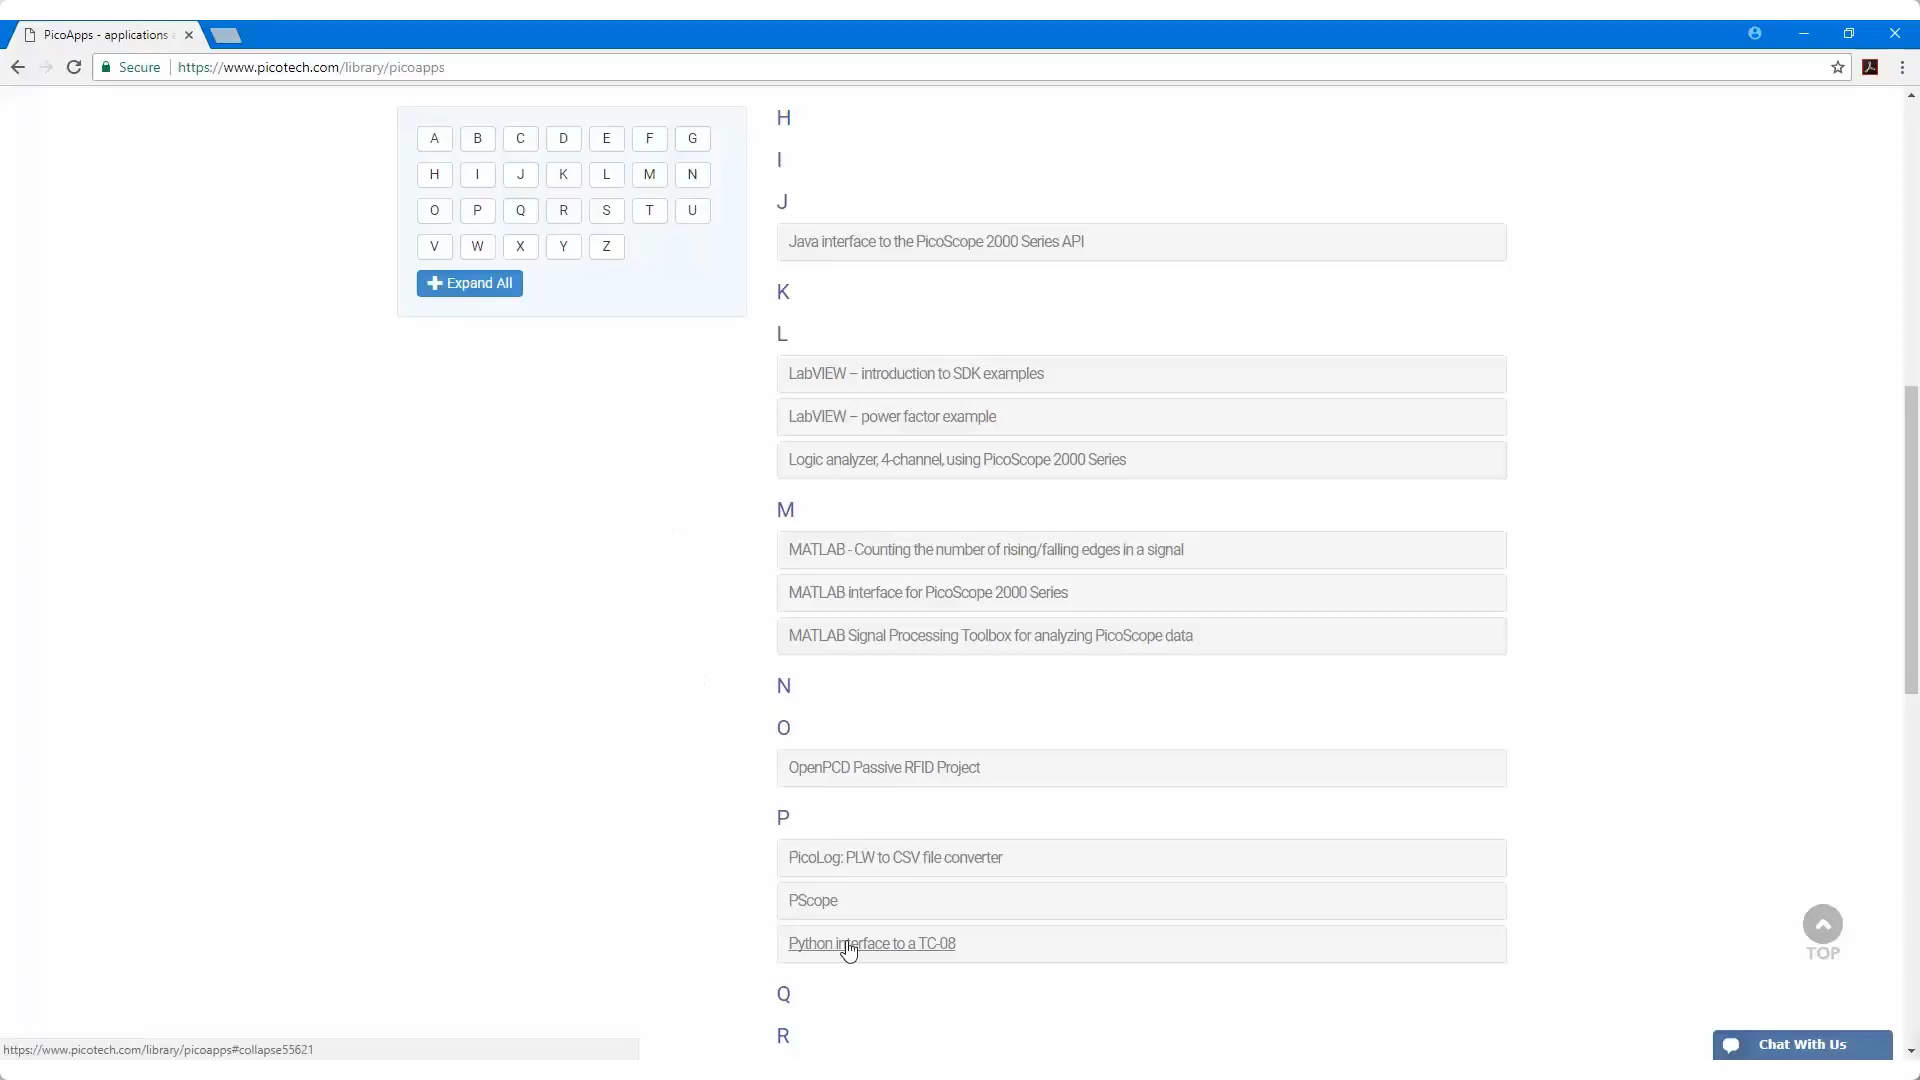 PicoApps - applications a
Secure https://www.picotech.com/library/picoapps
A B C D E F G
H I J K L M N
O P Q R S T U
V W X Y Z
Expand All
H
I
J
Java interface to the PicoScope 2000 Series API
K
L
LabVIEW – introduction to SDK examples
LabVIEW – power factor example
Logic analyzer, 4-channel, using PicoScope 2000 Series
M
MATLAB - Counting the number of rising/falling edges in a signal
MATLAB interface for PicoScope 2000 Series
MATLAB Signal Processing Toolbox for analyzing PicoScope data
N
O
OpenPCD Passive RFID Project
P
PicoLog: PLW to CSV file converter
PScope
Python interface to a TC-08
Q
R
TOP
Chat With Us
https://www.picotech.com/library/picoapps#collapse55621